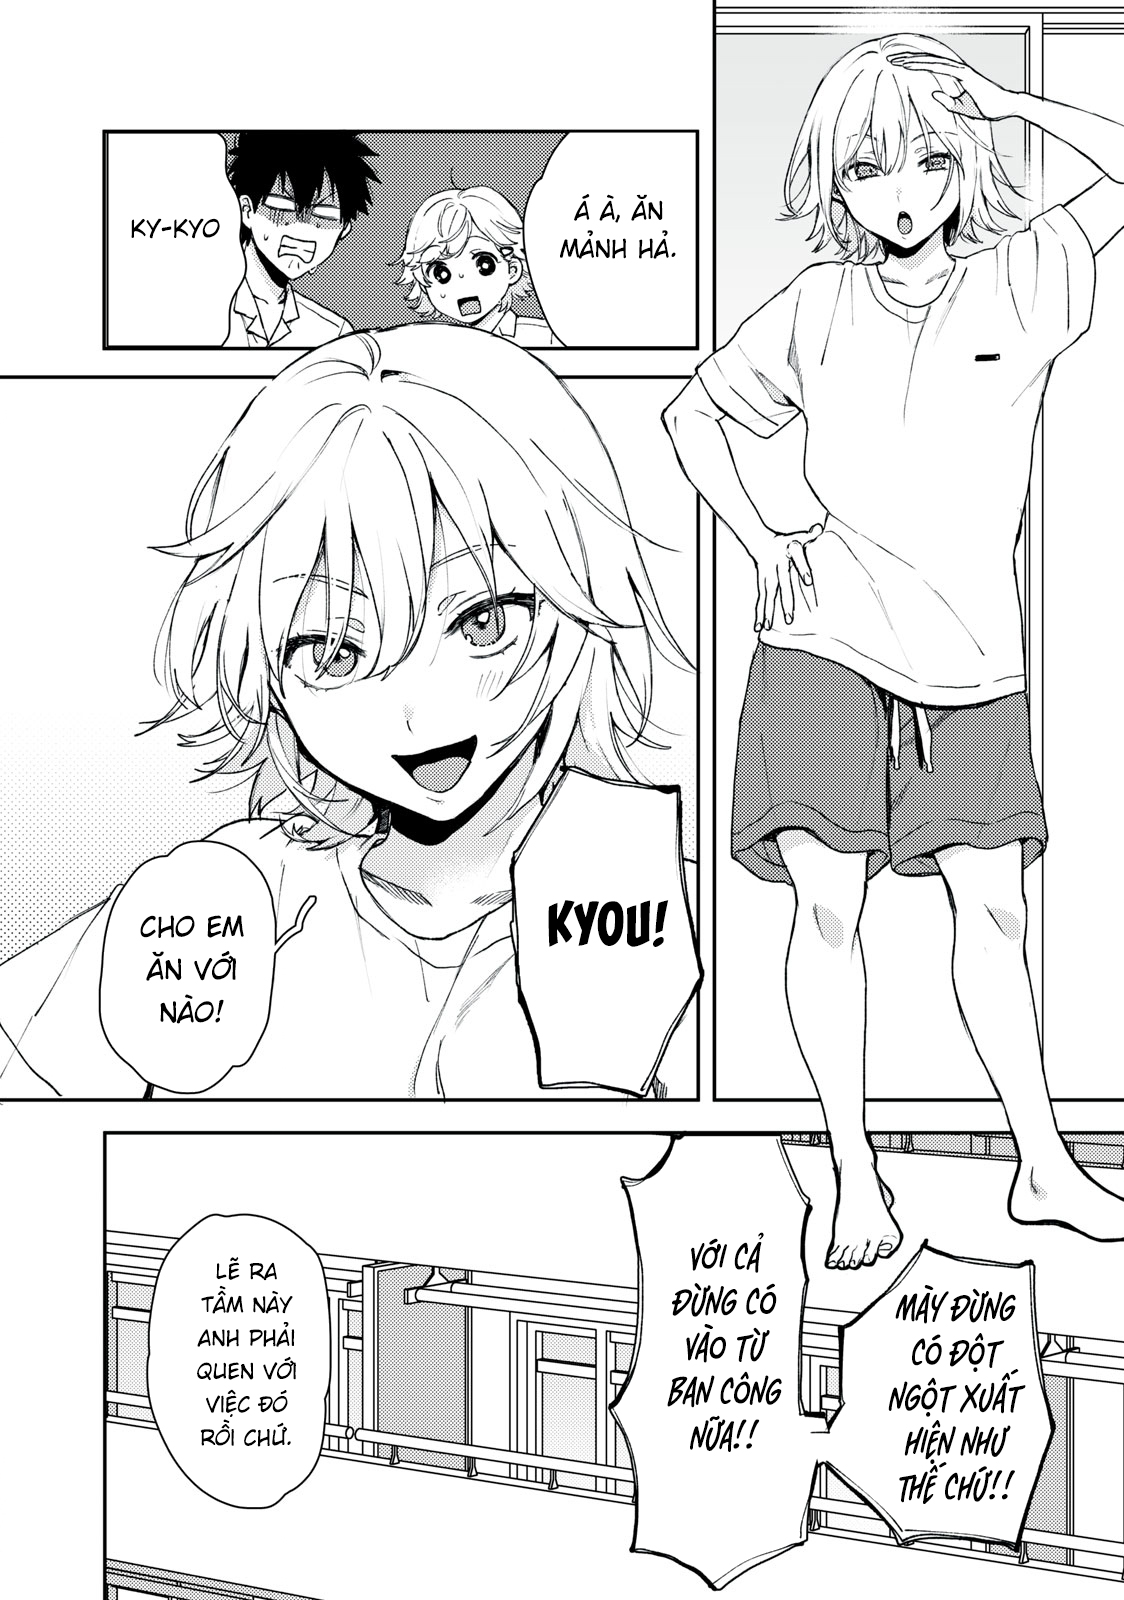 Á À, ĂN
MẢNH HẢ.
KY-KYO
KYOU!
CHO EM
ĂN VỚI
NÀO!
MÀY ĐỪNG
CÓ ĐỘT
NGỘT XUẤT
HIỆN NHƯ
THẾ CHỨ!!
VỚI CẢ
ĐỪNG CÓ
VÀO TỪ
BAN CÔNG
NỮA!!
LẼ RA
TẦM NÀY
ANH PHẢI
QUEN VỚI
VIỆC ĐÓ
RỒI CHỨ.